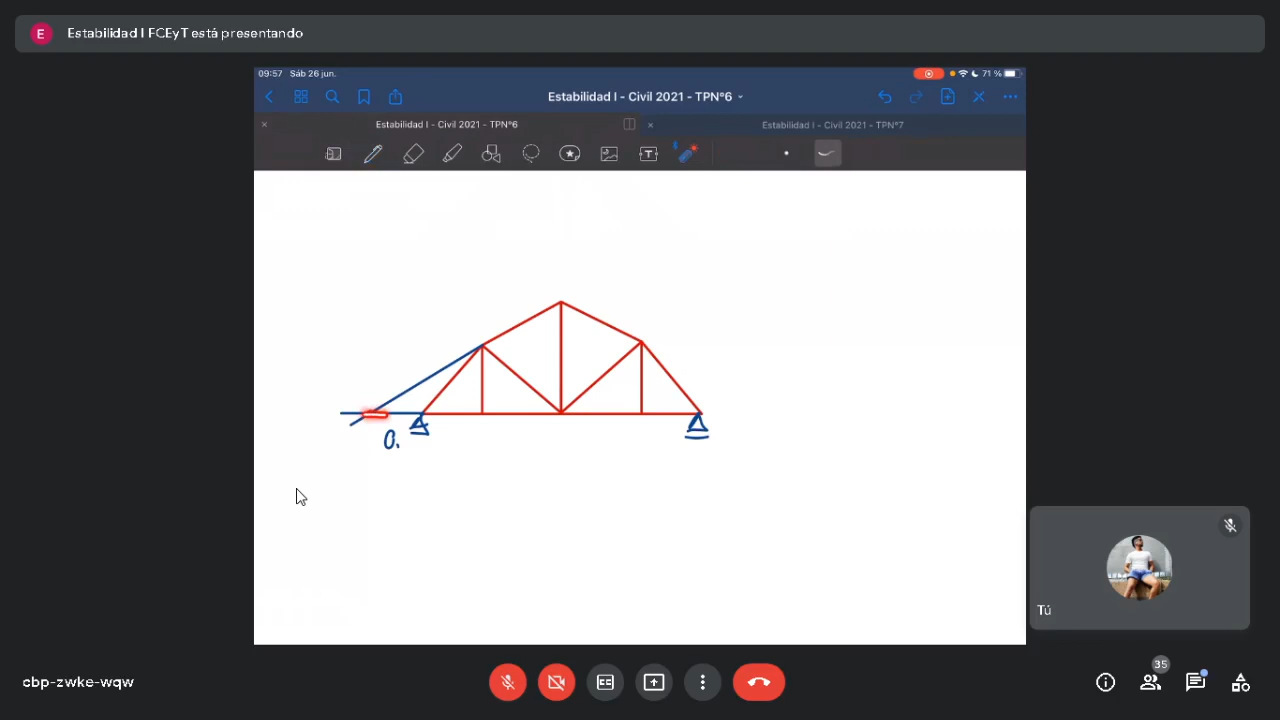 E Estabilidad I FCEyT está presentando
09:57 Sáb 26 jun. 71 %
Estabilidad I - Civil 2021 - TPN°6
Estabilidad I - Civil 2021 - TPN°6
Estabilidad I - Civil 2021 - TPN°7
T
O.
Tú
cbp-zwke-wqw
CC
35